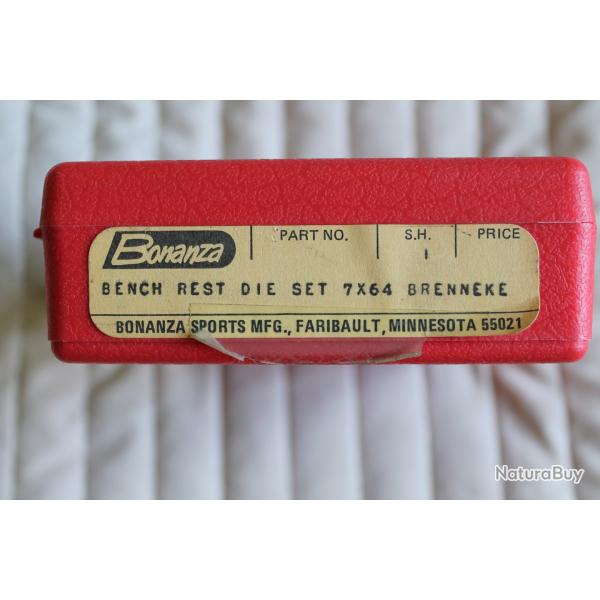 Bonanza PART NO. S.H. PRICE
1
BENCH REST DIE SET 7X64 BRENNEKE
BONANZA SPORTS MFG., FARIBAULT, MINNESOTA 55021
NaturaBuy